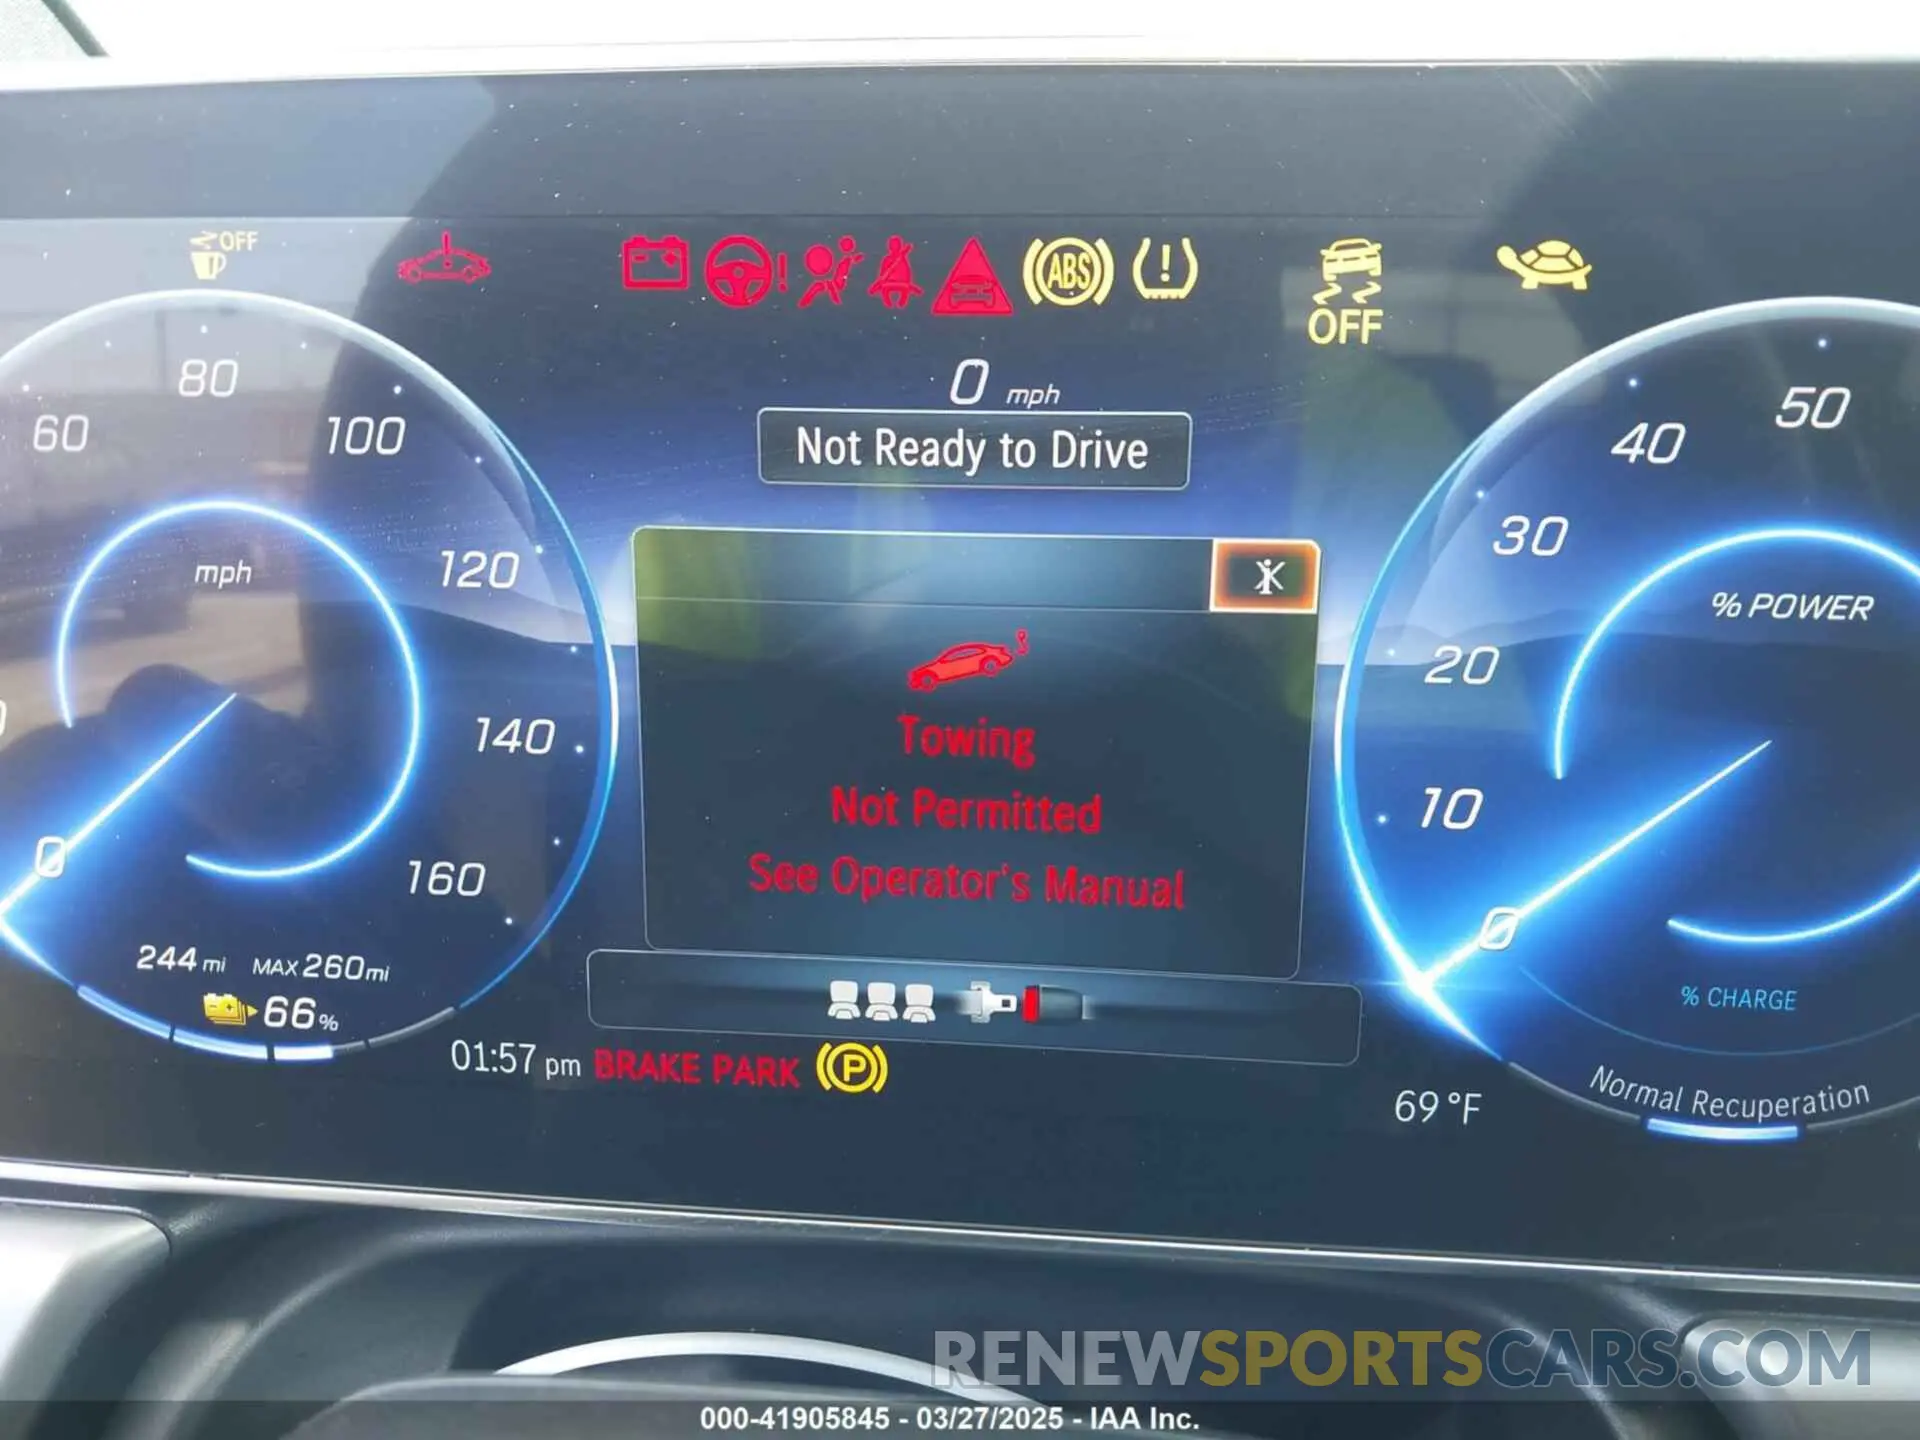 OFF
ABS
OFF
0 mph
Not Ready to Drive
60
80
100
120
140
160
0
mph
244 mi MAX 260 mi
66 %
Towing
Not Permitted
See Operator's Manual
50
40
30
20
10
0
% POWER
% CHARGE
Normal Recuperation
01:57 pm BRAKE PARK P
69 °F
RENEWSPORTSCARS.COM
000-41905845 - 03/27/2025 - IAA Inc.